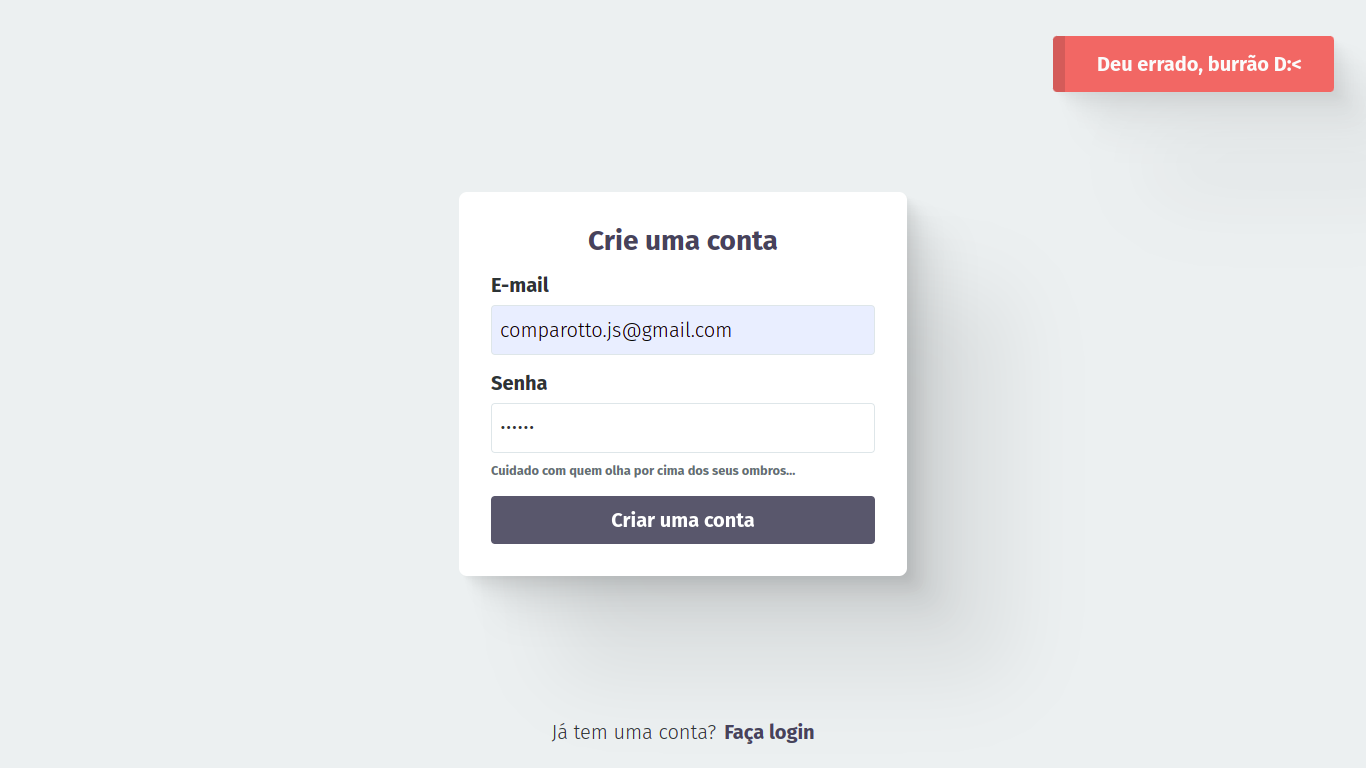 Deu errado, burrão D:<
Crie uma conta
E-mail
comparotto.js@gmail.com
Senha
••••••
Cuidado com quem olha por cima dos seus ombros...
Criar uma conta
Já tem uma conta? Faça login